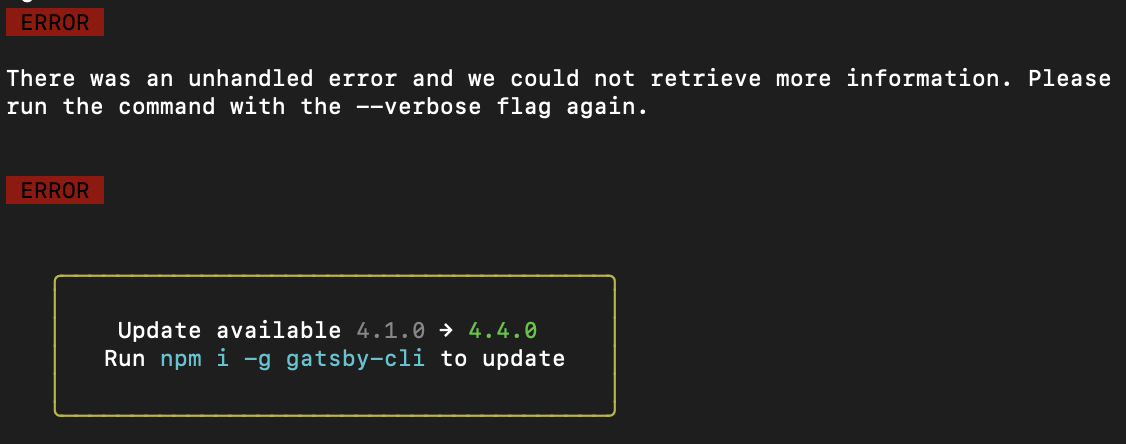 ERROR
There was an unhandled error and we could not retrieve more information. Please
run the command with the --verbose flag again.
ERROR
Update available 4.1.0 → 4.4.0
Run npm i -g gatsby-cli to update